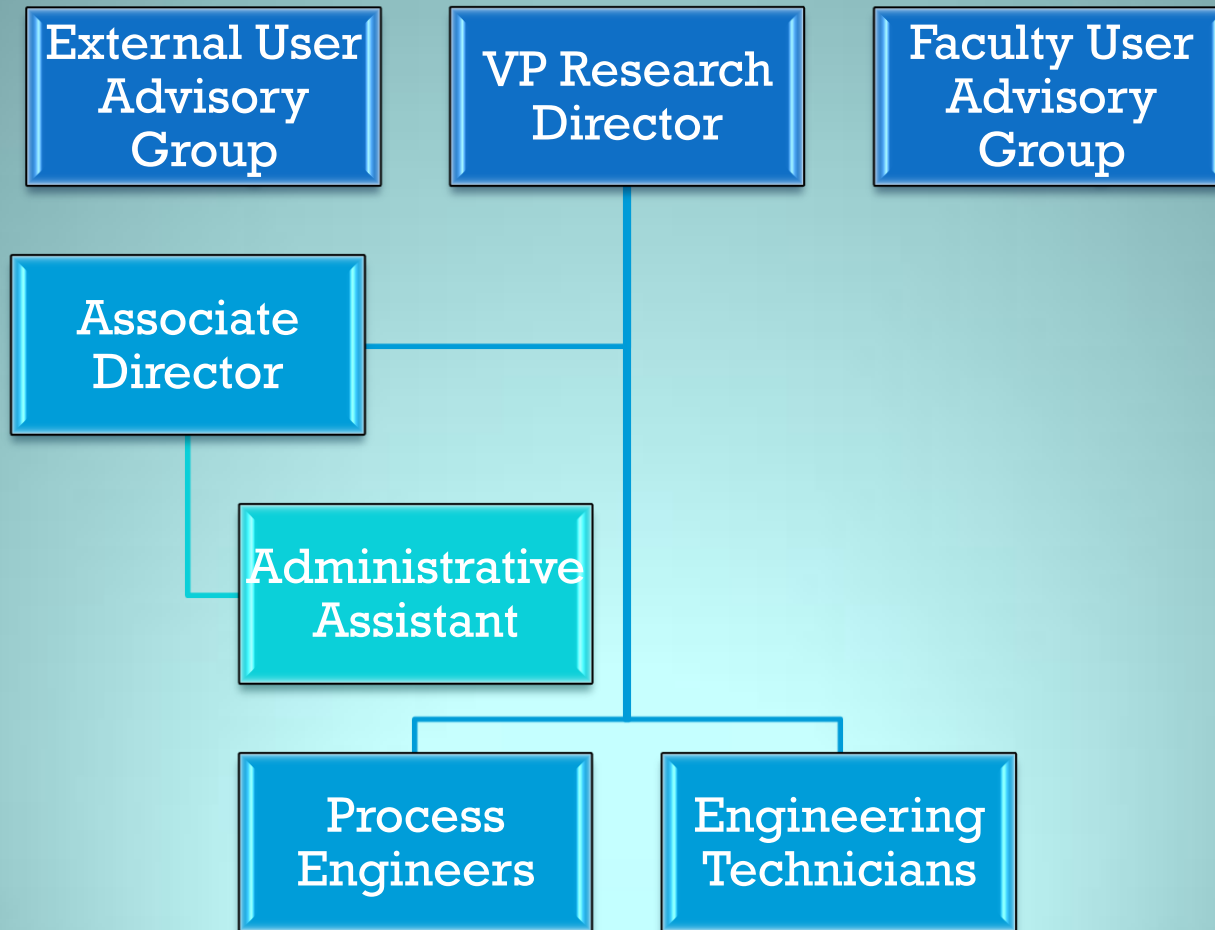 External User
Advisory
Group
VP Research
Director
Faculty User
Advisory
Group
Associate
Director
Administrative
Assistant
Process
Engineers
Engineering
Technicians